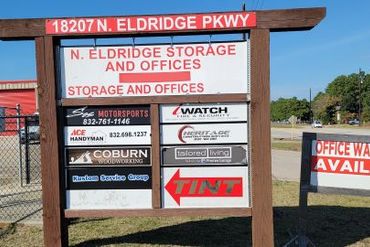 18207 N. ELDRIDGE PKWY
N. ELDRIDGE STORAGE
AND OFFICES
STORAGE AND OFFICES
MOTORSPORTS
832-761-1146
WATCH
ACE
HANDYMAN 832.698.1237
HERITAGE
COBURN
WOODWORKING
tailored living
Kustom Service Group
TINT
OFFICE WA
AVAIL